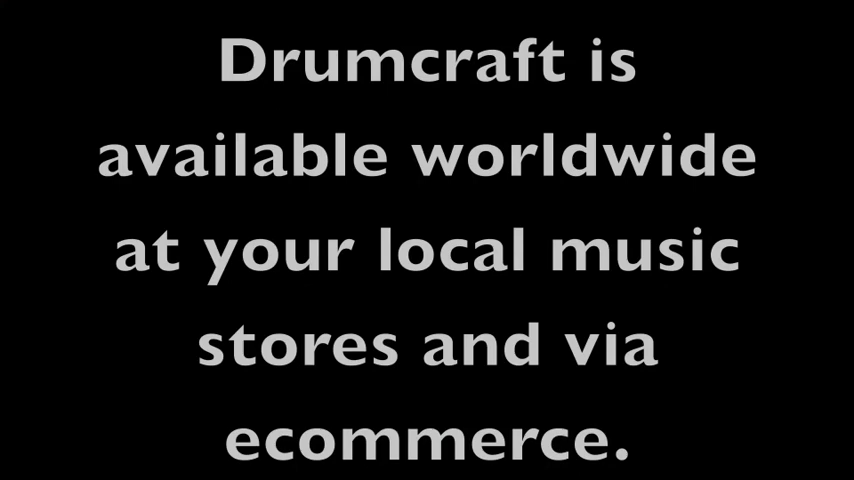 Drumcraft is
available worldwide
at your local music
stores and via
ecommerce.